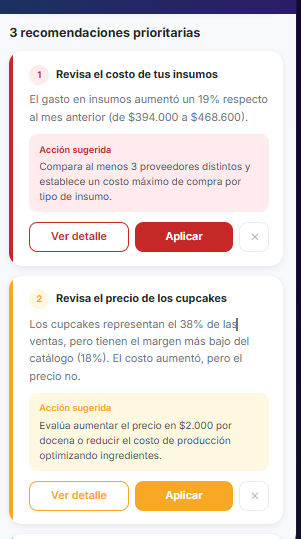 3 recomendaciones prioritarias
1 Revisa el costo de tus insumos
El gasto en insumos aumentó un 19% respecto
al mes anterior (de $394.000 a $468.600).
Acción sugerida
Compara al menos 3 proveedores distintos y
establece un costo máximo de compra por
tipo de insumo.
Ver detalle Aplicar ×
2 Revisa el precio de los cupcakes
Los cupcakes representan el 38% de las
ventas, pero tienen el margen más bajo del
catálogo (18%). El costo aumentó, pero el
precio no.
Acción sugerida
Evalúa aumentar el precio en $2.000 por
docena o reducir el costo de producción
optimizando ingredientes.
Ver detalle Aplicar ×